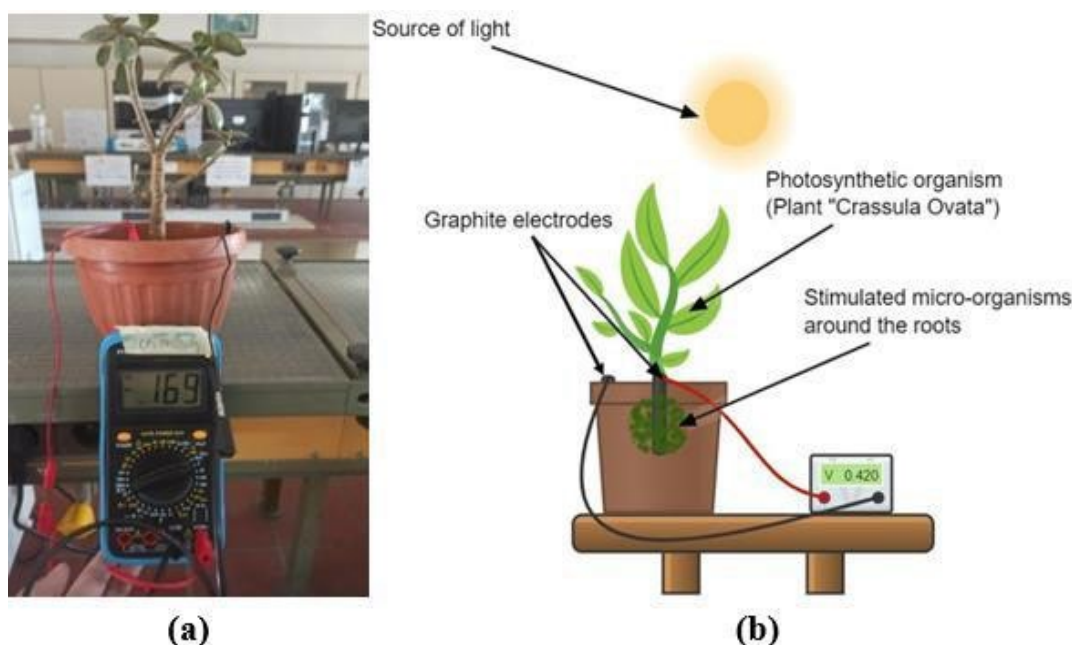 Source of light
Photosynthetic organism
(Plant "Crassula Ovata")
Graphite electrodes
Stimulated micro-organisms
around the roots
169
V 0.420
(a)
(b)